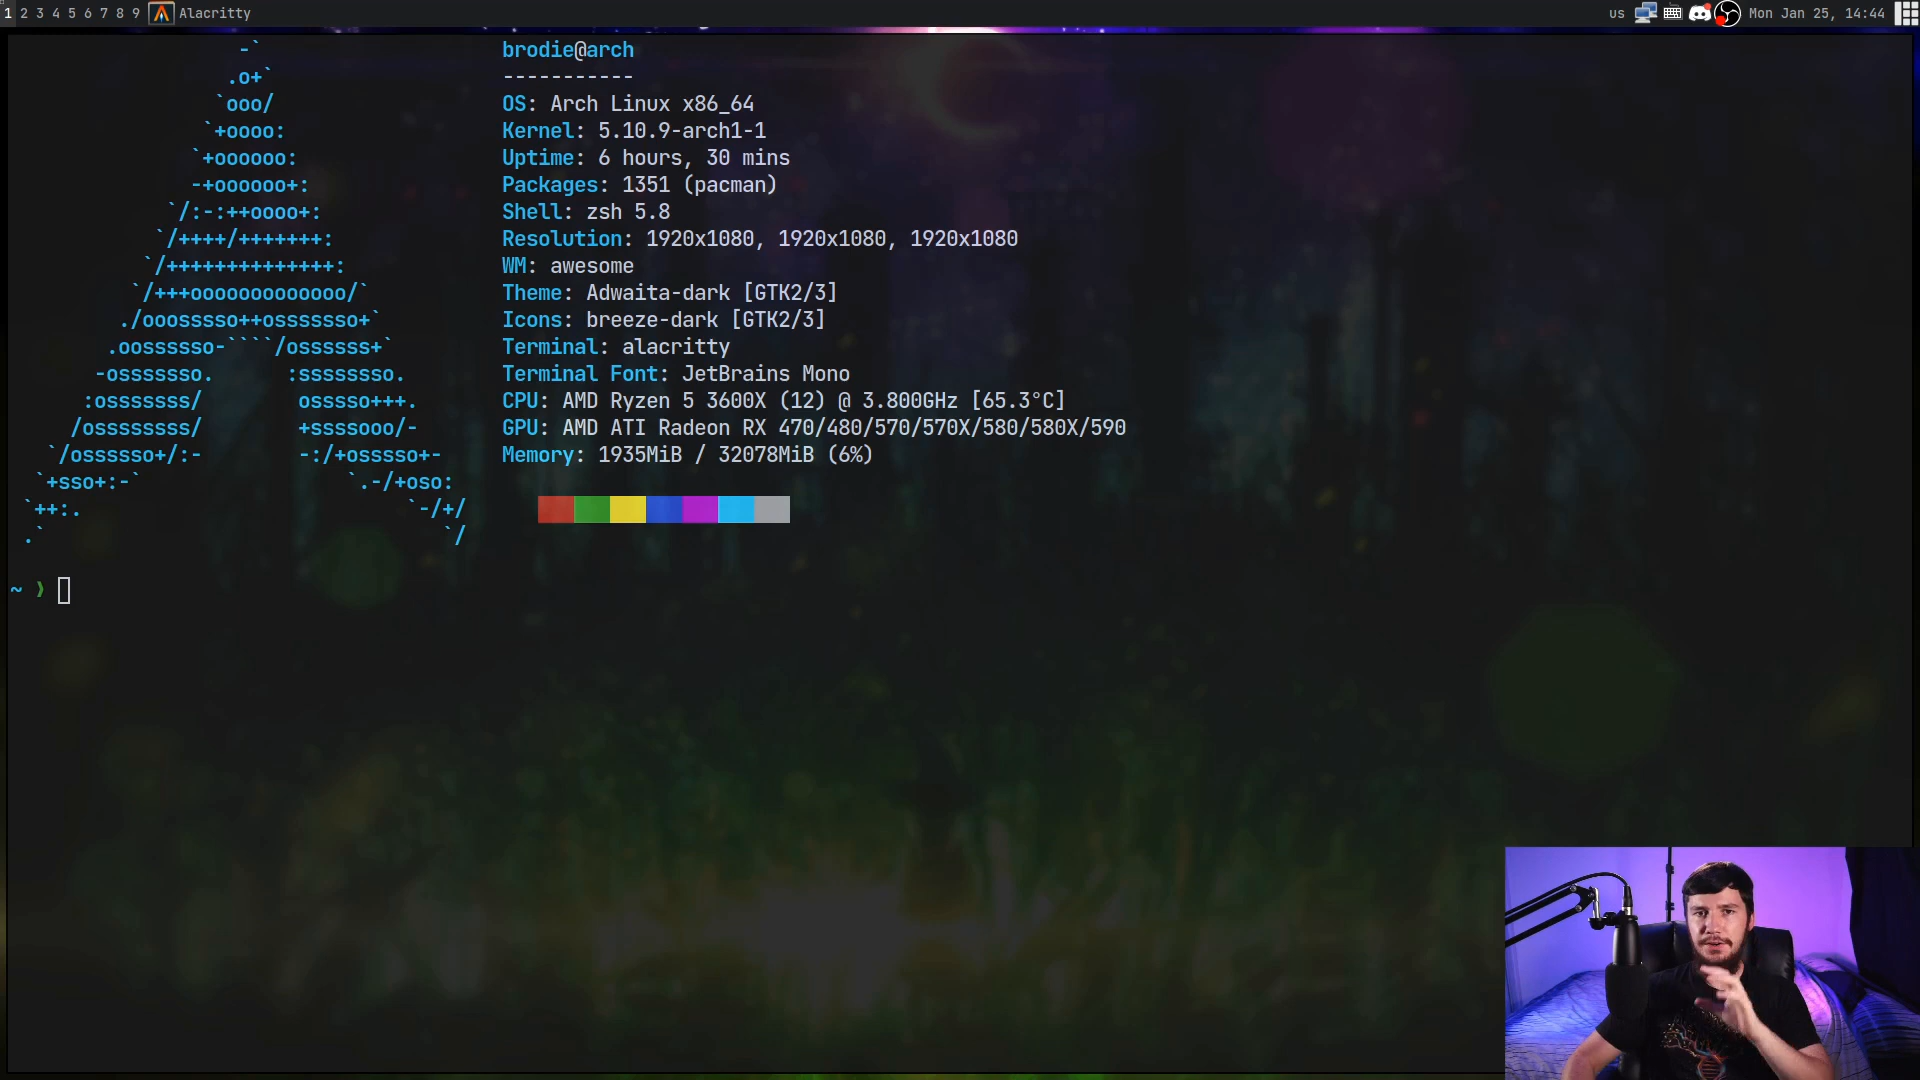 1 2 3 4 5 6 7 8 9 Alacritty us Mon Jan 25, 14:44
brodie@arch
-----------
OS: Arch Linux x86_64
Kernel: 5.10.9-arch1-1
Uptime: 6 hours, 30 mins
Packages: 1351 (pacman)
Shell: zsh 5.8
Resolution: 1920x1080, 1920x1080, 1920x1080
WM: awesome
Theme: Adwaita-dark [GTK2/3]
Icons: breeze-dark [GTK2/3]
Terminal: alacritty
Terminal Font: JetBrains Mono
CPU: AMD Ryzen 5 3600X (12) @ 3.800GHz [65.3°C]
GPU: AMD ATI Radeon RX 470/480/570/570X/580/580X/590
Memory: 1935MiB / 32078MiB (6%)
~ ❯